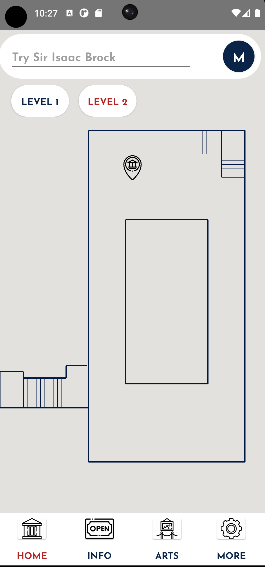 10:27
Try Sir Isaac Brock
M
LEVEL 1
LEVEL 2
OPEN
HOME
INFO
ARTS
MORE